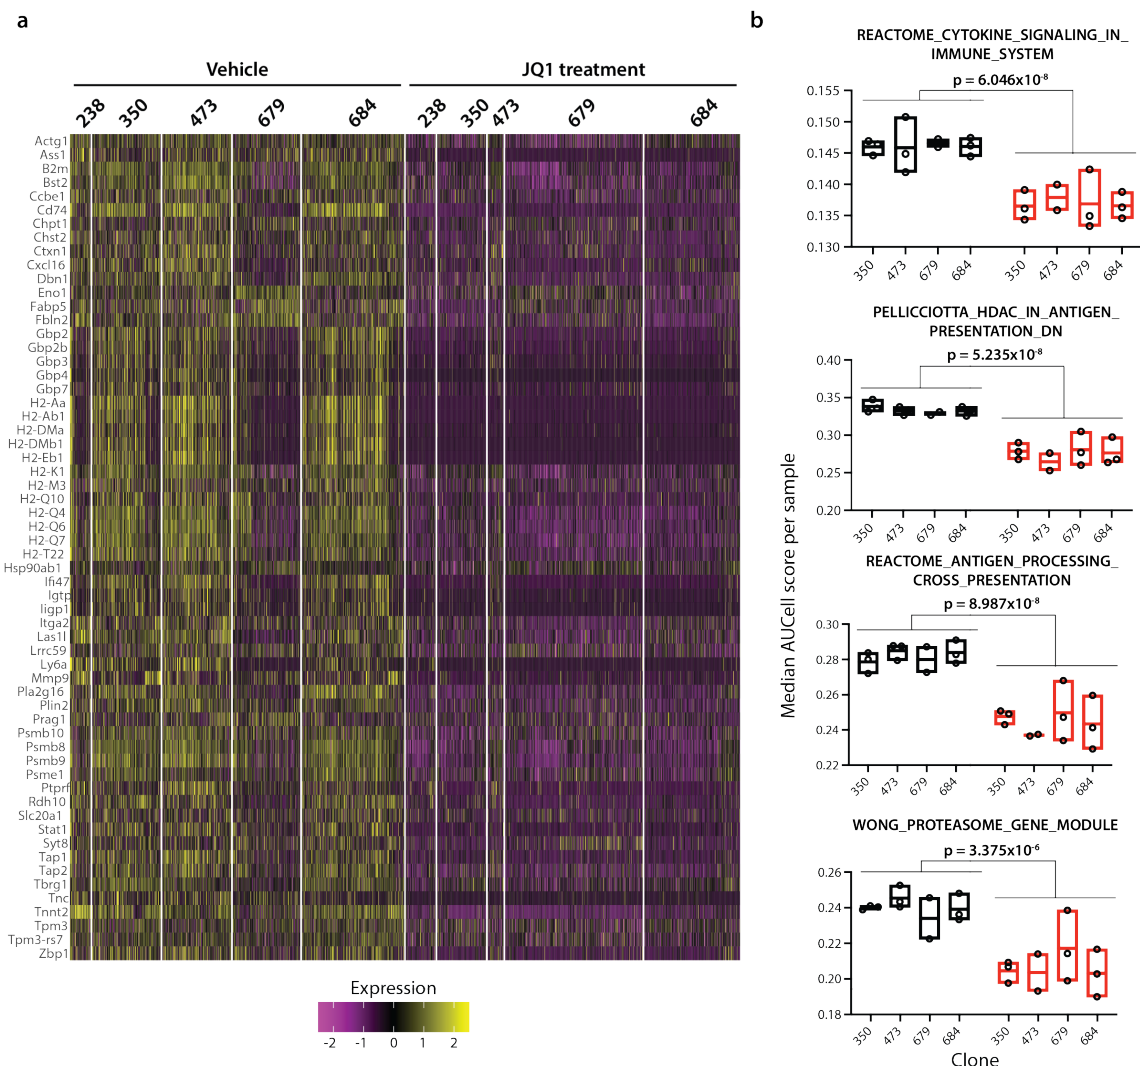 a
Vehicle
JQ1 treatment
238 350 473 679 684 238 350 473 679 684
Actg1
Ass1
B2m
Bst2
Ccbe1
Cd74
Chpt1
Chst2
Ctxn1
Cxcl16
Dbn1
Eno1
Fabp5
Fbln2
Gbp2
Gbp2b
Gbp3
Gbp4
Gbp7
H2-Aa
H2-Ab1
H2-DMa
H2-DMb1
H2-Eb1
H2-K1
H2-M3
H2-Q10
H2-Q4
H2-Q6
H2-Q7
H2-T22
Hsp90ab1
Ifi47
Igtp
Iigp1
Itga2
Las1l
Lrrc59
Ly6a
Mmp9
Pla2g16
Plin2
Prag1
Psmb10
Psmb8
Psmb9
Psme1
Ptprf
Rdh10
Slc20a1
Stat1
Syt8
Tap1
Tap2
Tbrg1
Tnc
Tnnt2
Tpm3
Tpm3-rs7
Zbp1
Expression
-2 -1 0 1 2
b
Median AUCell score per sample
REACTOME_CYTOKINE_SIGNALING_IN_
IMMUNE_SYSTEM
p = 6.046x10-8
0.155
0.150
0.145
0.140
0.135
0.130
350 473 679 684 350 473 679 684
PELLICCIOTTA_HDAC_IN_ANTIGEN_
PRESENTATION_DN
p = 5.235x10-8
0.40
0.35
0.30
0.25
0.20
350 473 679 684 350 473 679 684
REACTOME_ANTIGEN_PROCESSING_
CROSS_PRESENTATION
p = 8.987x10-8
0.30
0.28
0.26
0.24
0.22
350 473 679 684 350 473 679 684
WONG_PROTEASOME_GENE_MODULE
p = 3.375x10-6
0.26
0.24
0.22
0.20
0.18
350 473 679 684 350 473 679 684
Clone